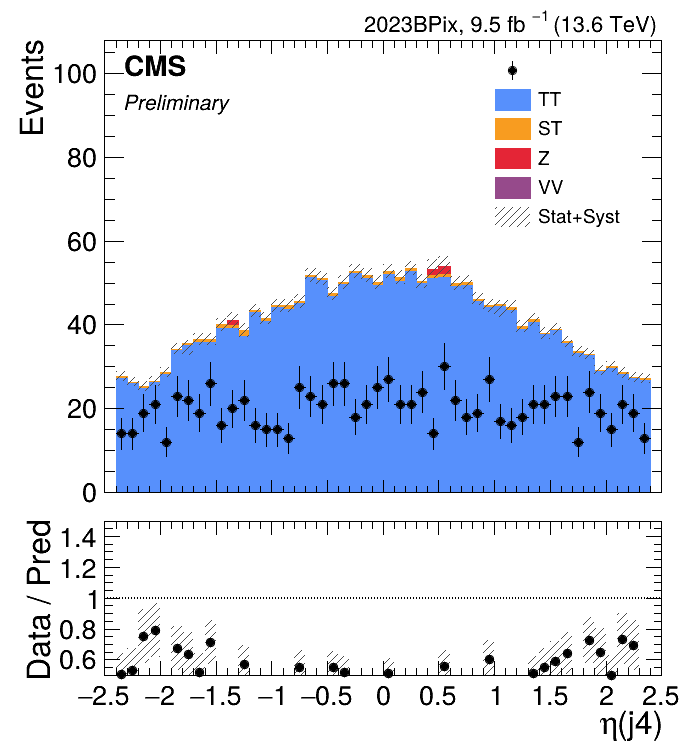 2023BPix, 9.5 fb⁻¹ (13.6 TeV)
Events
CMS
Preliminary
TT
ST
Z
VV
Stat+Syst
100
80
60
40
20
0
Data / Pred
1.4
1.2
1
0.8
0.6
−2.5 −2 −1.5 −1 −0.5 0 0.5 1 1.5 2 2.5
η(j4)